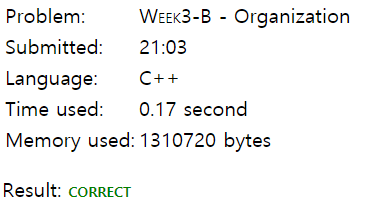 Problem: WEEK3-B - Organization
Submitted: 21:03
Language: C++
Time used: 0.17 second
Memory used: 1310720 bytes
Result: CORRECT